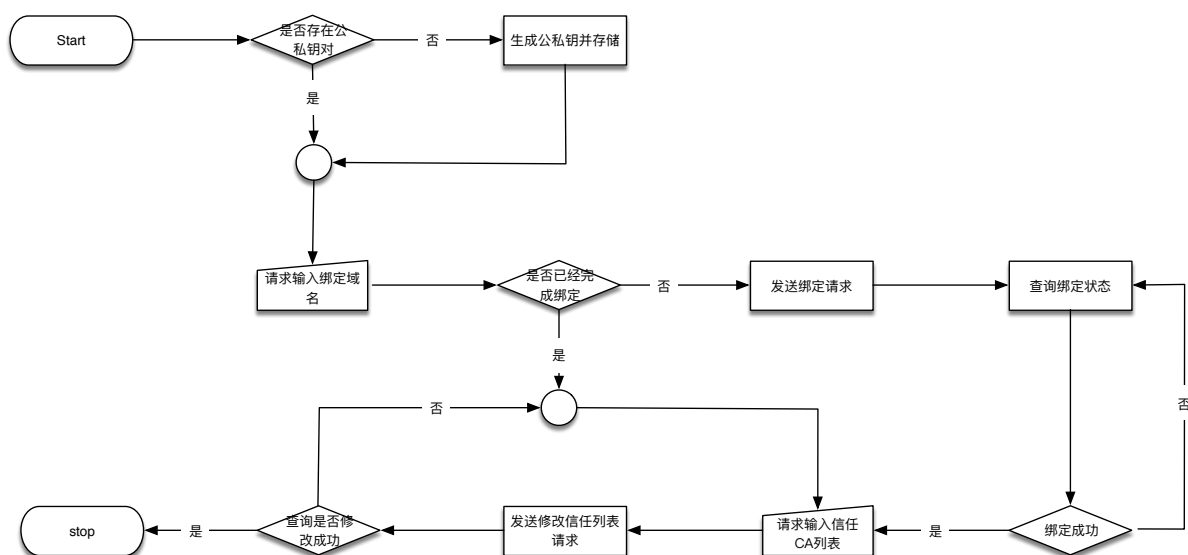 Start
是否存在公
私钥对
否
生成公私钥并存储
是
请求输入绑定域
名
是否已经完
成绑定
否
发送绑定请求
查询绑定状态
是
否
否
stop
是
查询是否修
改成功
发送修改信任列表
请求
请求输入信任
CA列表
是
绑定成功